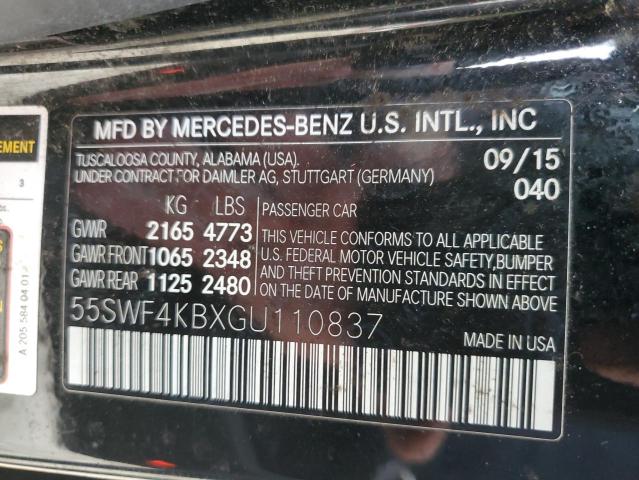 MFD BY MERCEDES-BENZ U.S. INTL., INC
TUSCALOOSA COUNTY, ALABAMA (USA).
UNDER CONTRACT FOR DAIMLER AG, STUTTGART (GERMANY)
09/15
040
KG LBS
GVWR 2165 4773
GAWR FRONT 1065 2348
GAWR REAR 1125 2480
PASSENGER CAR
THIS VEHICLE CONFORMS TO ALL APPLICABLE
U.S. FEDERAL MOTOR VEHICLE SAFETY,BUMPER
AND THEFT PREVENTION STANDARDS IN EFFECT
ON THE DATE OF MANUFACTURE SHOWN ABOVE.
55SWF4KBXGU110837
MADE IN USA
EMENT
3
bs.
A 205 584 04 01